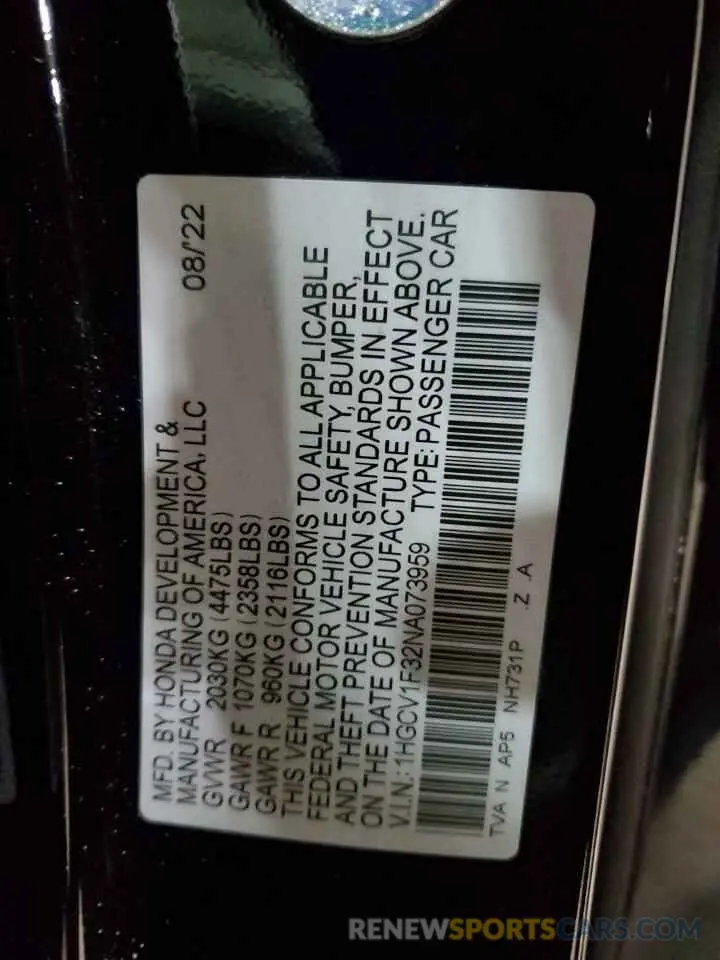 MFD. BY HONDA DEVELOPMENT & 08/'22
MANUFACTURING OF AMERICA, LLC
GVWR 2030KG (4475LBS)
GAWR F 1070KG (2358LBS)
GAWR R 960KG (2116LBS)
THIS VEHICLE CONFORMS TO ALL APPLICABLE
FEDERAL MOTOR VEHICLE SAFETY, BUMPER,
AND THEFT PREVENTION STANDARDS IN EFFECT
ON THE DATE OF MANUFACTURE SHOWN ABOVE.
V.I.N.: 1HGCV1F32NA073959 TYPE: PASSENGER CAR
TVA N AP5 NH731P .Z .A
RENEWSPORTSCARS.COM